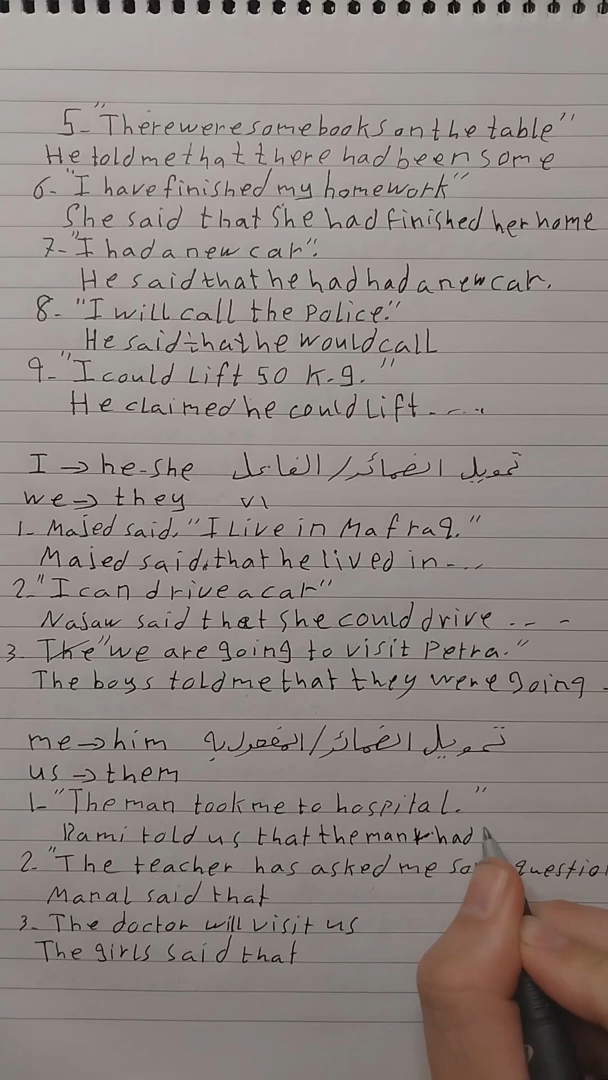 5- "There were some books on the table"
He told me that there had been some
6- "I have finished my homework"
She said that she had finished her home
7- "I had a new car".
He said that he had had a new car.
8- "I will call the Police."
He said that he would call
9- "I could Lift 50 K.g."
He claimed he could Lift ....
I → he-she تحويل الضمائر/ الفاعل
we → they
1- Majed said, "I Live in Mafraq."
Majed said, that he lived in ...
2- "I can drive a car"
said that She could drive ...
3- "we are going to visit Petra."
The boys told me that they were going -
me → him تحويل الضمائر/ المفعول به
us → them
1- "The man took me to hospital."
Rami told us that the man had
2- "The teacher has asked me questio
Manal said that
3- The doctor will visit us
The girls said that